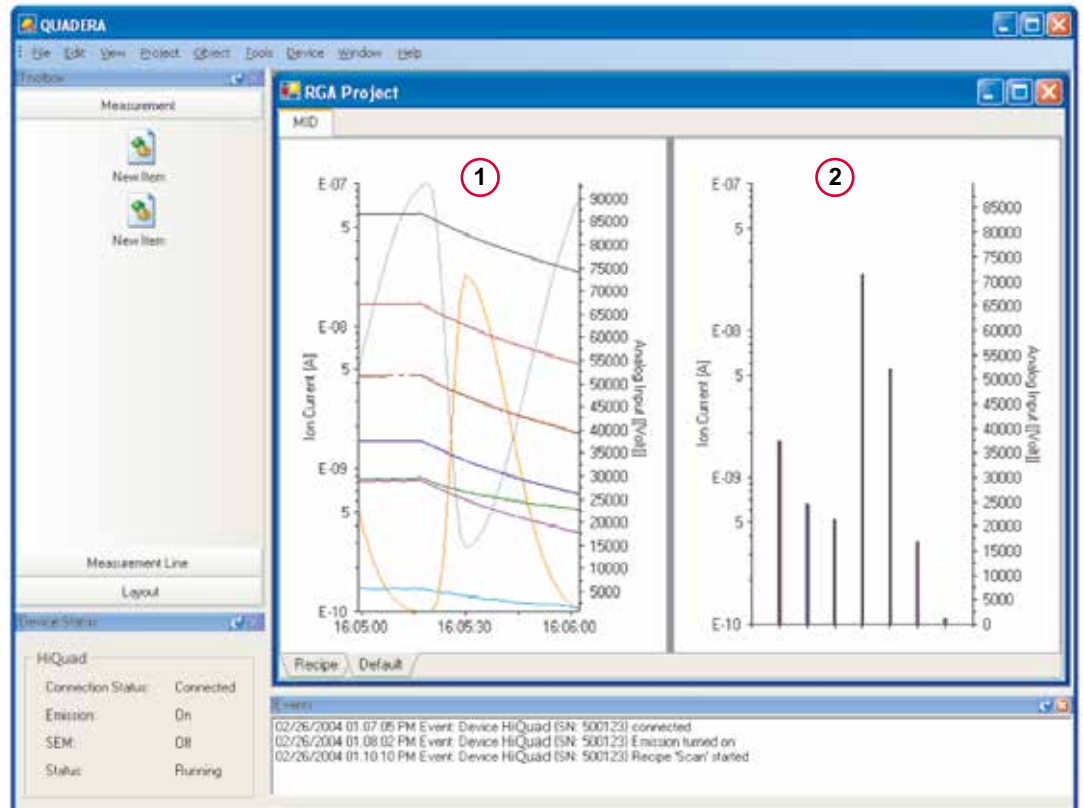 QUADERA
File Edit View Project Object Tools Device Window Help
Toolbox
Measurement
New Item
New Item
Measurement Line
Layout
Device Status
HiQuad
Connection Status: Connected
Emission: On
SEM: Off
Status: Running
RGA Project
MID
1
E-07
5
E-08
5
E-09
5
E-10
Ion Current [A]
90000
85000
80000
75000
70000
65000
60000
55000
50000
45000
40000
35000
30000
25000
20000
15000
10000
5000
Analog Input [[Volt]]
16:05:00 16:05:30 16:06:00
2
E-07
5
E-08
5
E-09
5
E-10
Ion Current [A]
85000
80000
75000
70000
65000
60000
55000
50000
45000
40000
35000
30000
25000
20000
15000
10000
5000
0
Analog Input [[Volt]]
Recipe Default
Events
02/26/2004 01.07.05 PM Event: Device HiQuad (SN: 500123) connected
02/26/2004 01.08.02 PM Event: Device HiQuad (SN: 500123) Emission turned on
02/26/2004 01.10.10 PM Event: Device HiQuad (SN: 500123) Recipe 'Scan' started